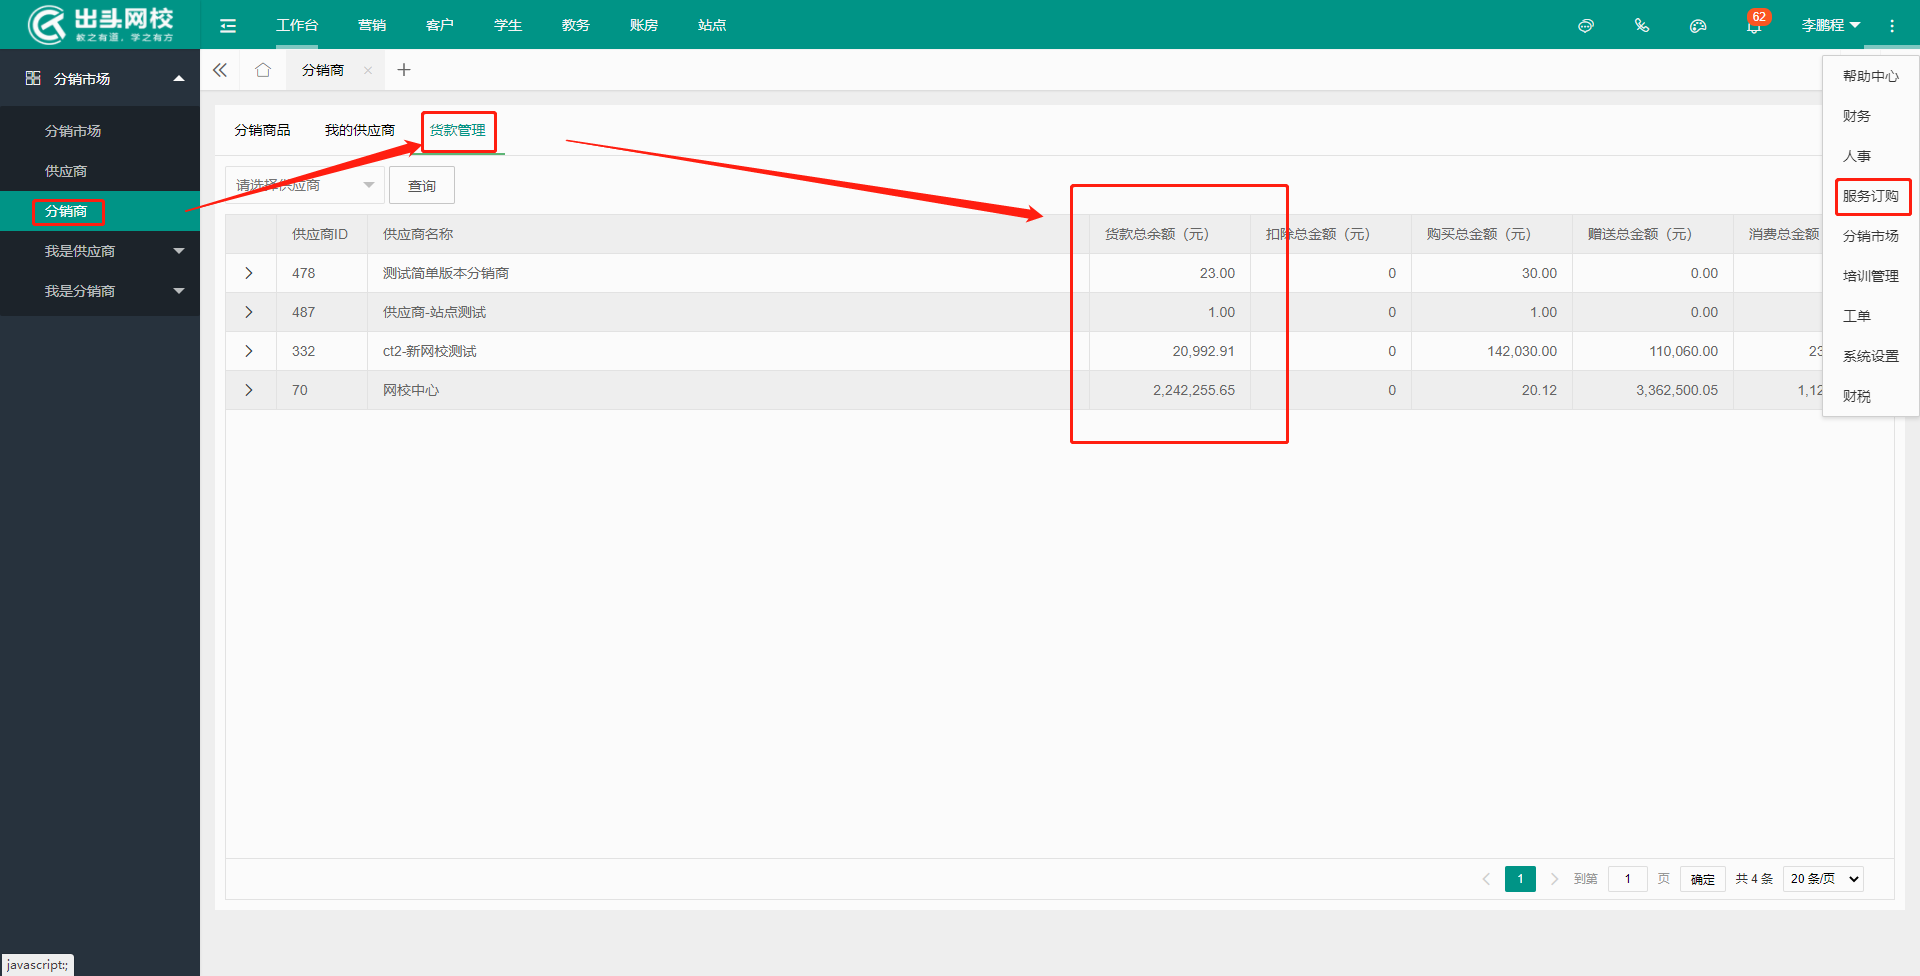 出头网校
教之有道，学之有方
工作台 营销 客户 学生 教务 账房 站点
62
李鹏程
分销市场
分销市场
供应商
分销商
我是供应商
我是分销商
分销商
分销商品 我的供应商 货款管理
请选择供应商 查询
供应商ID 供应商名称 货款总余额（元） 扣除总金额（元） 购买总金额（元） 赠送总金额（元） 消费总金额
478 测试简单版本分销商 23.00 0 30.00 0.00
487 供应商-站点测试 1.00 0 1.00 0.00
332 ct2-新网校测试 20,992.91 0 142,030.00 110,060.00 23
70 网校中心 2,242,255.65 0 20.12 3,362,500.05 1,12
帮助中心
财务
人事
服务订购
分销市场
培训管理
工单
系统设置
财税
1 到第 1 页 确定 共 4 条 20 条/页
javascript:;